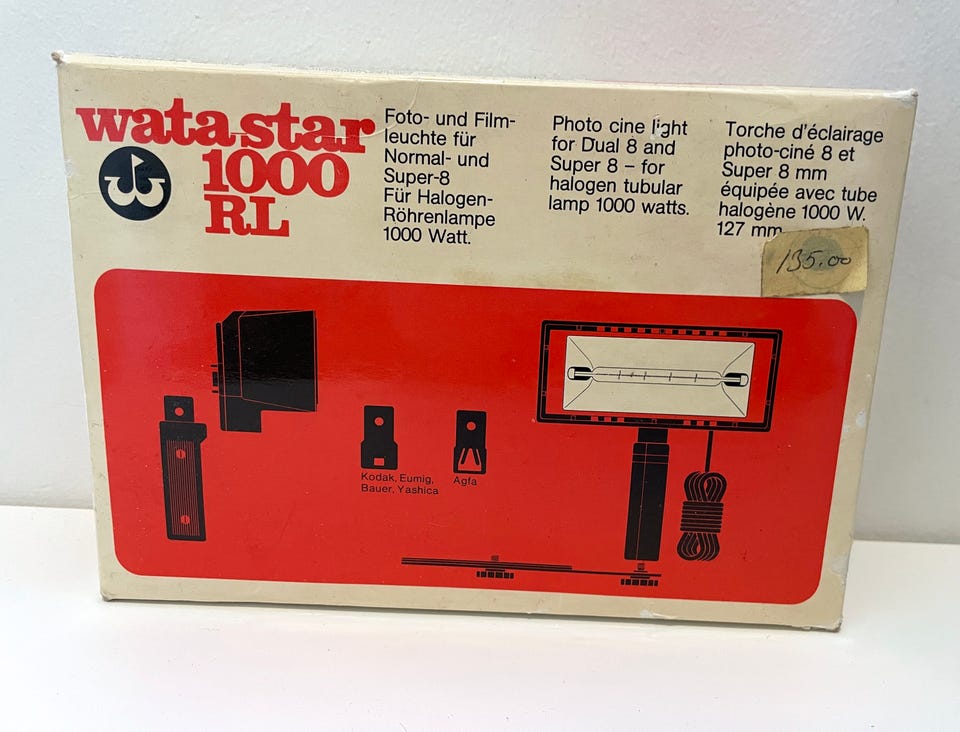 watastar
1000
RL
Foto- und Film-
leuchte für
Normal- und
Super-8
Für Halogen-
Röhrenlampe
1000 Watt.
Photo cine light
for Dual 8 and
Super 8 – for
halogen tubular
lamp 1000 watts.
Torche d'éclairage
photo-ciné 8 et
Super 8 mm
équipée avec tube
halogène 1000 W.
127 mm
135.00
Kodak, Eumig,
Bauer, Yashica
Agfa